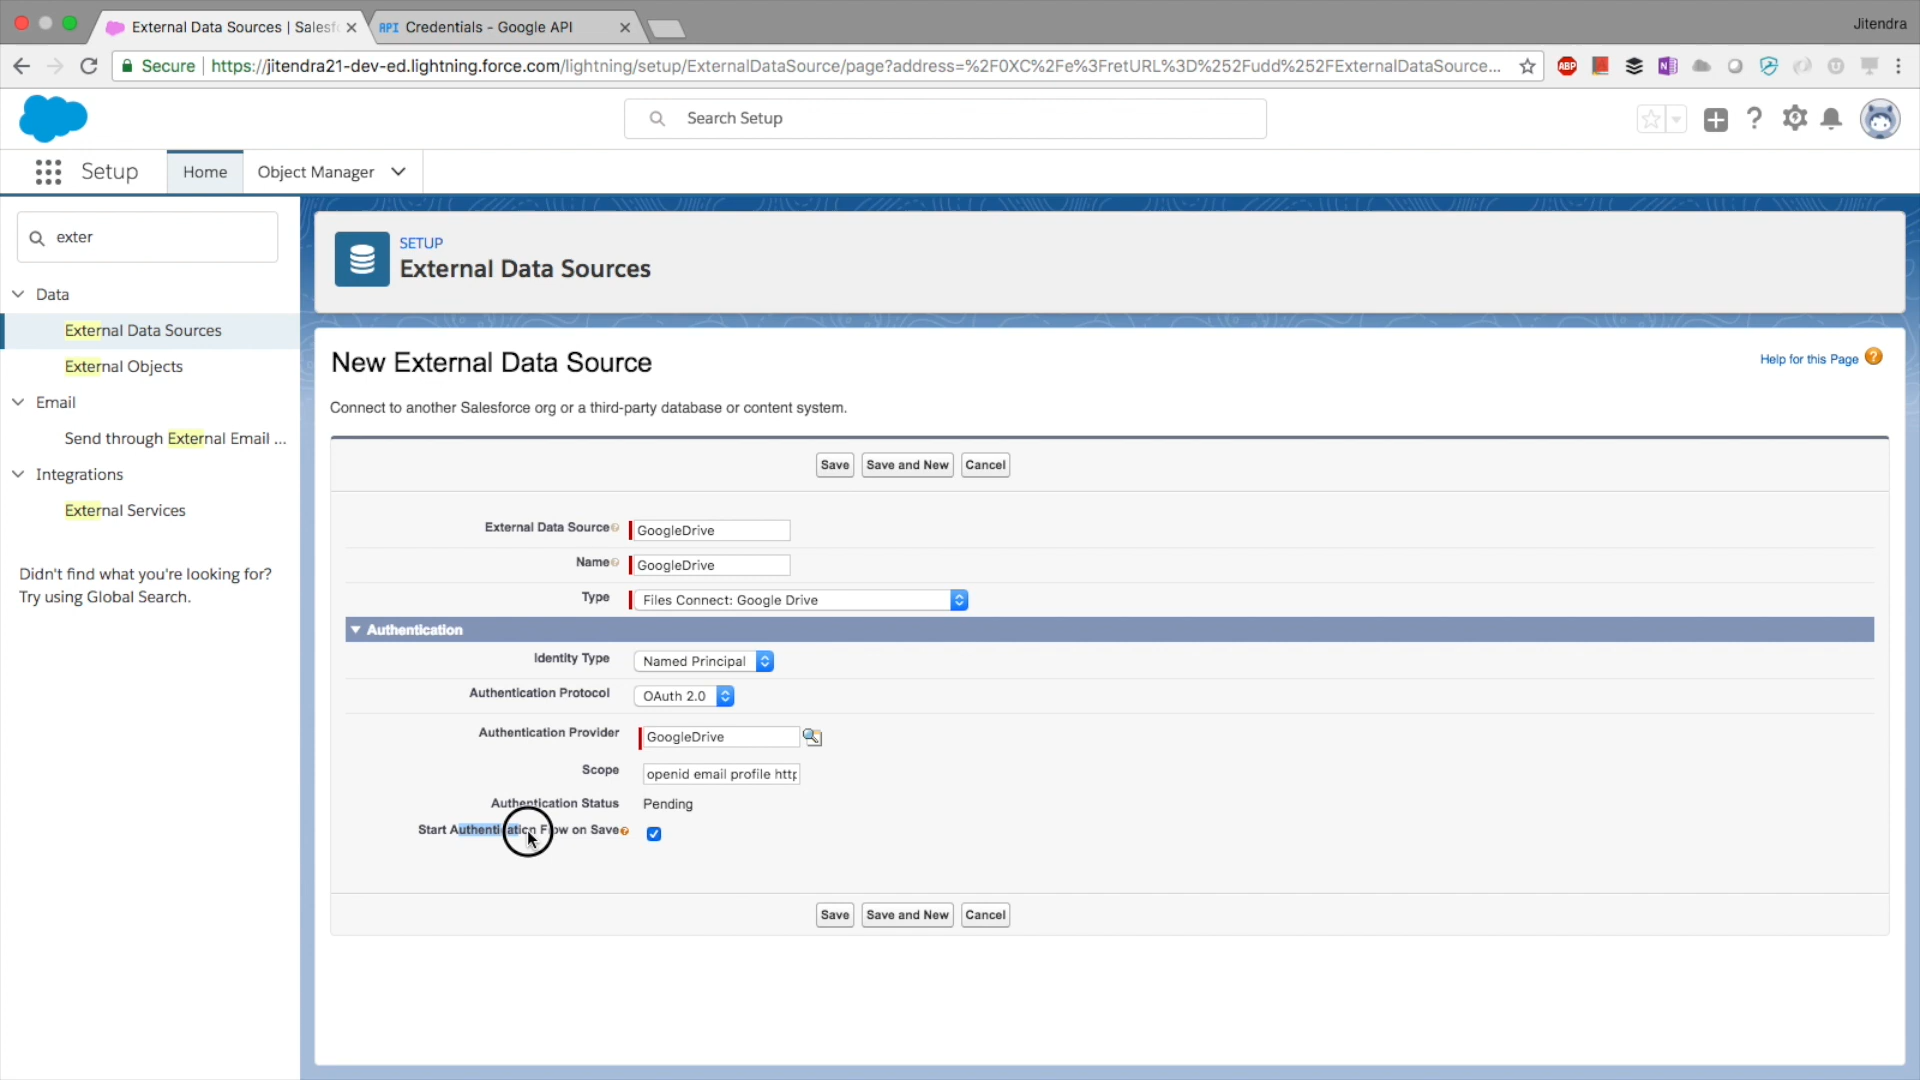 External Data Sources | Salesf
Credentials - Google API
Jitendra
Secure
https://jitendra21-dev-ed.lightning.force.com/lightning/setup/ExternalDataSource/page?address=%2F0XC%2Fe%3FretURL%3D%252Fudd%252FExternalDataSource...
ABP
Search Setup
Setup
Home
Object Manager
exter
Data
External Data Sources
External Objects
Email
Send through External Email ...
Integrations
External Services
Didn't find what you're looking for?
Try using Global Search.
SETUP
External Data Sources
New External Data Source
Help for this Page ?
Connect to another Salesforce org or a third-party database or content system.
Save
Save and New
Cancel
External Data Source
GoogleDrive
Name
GoogleDrive
Type
Files Connect: Google Drive
Authentication
Identity Type
Named Principal
Authentication Protocol
OAuth 2.0
Authentication Provider
GoogleDrive
Scope
openid email profile http
Authentication Status
Pending
Start Authentication Flow on Save
Save
Save and New
Cancel